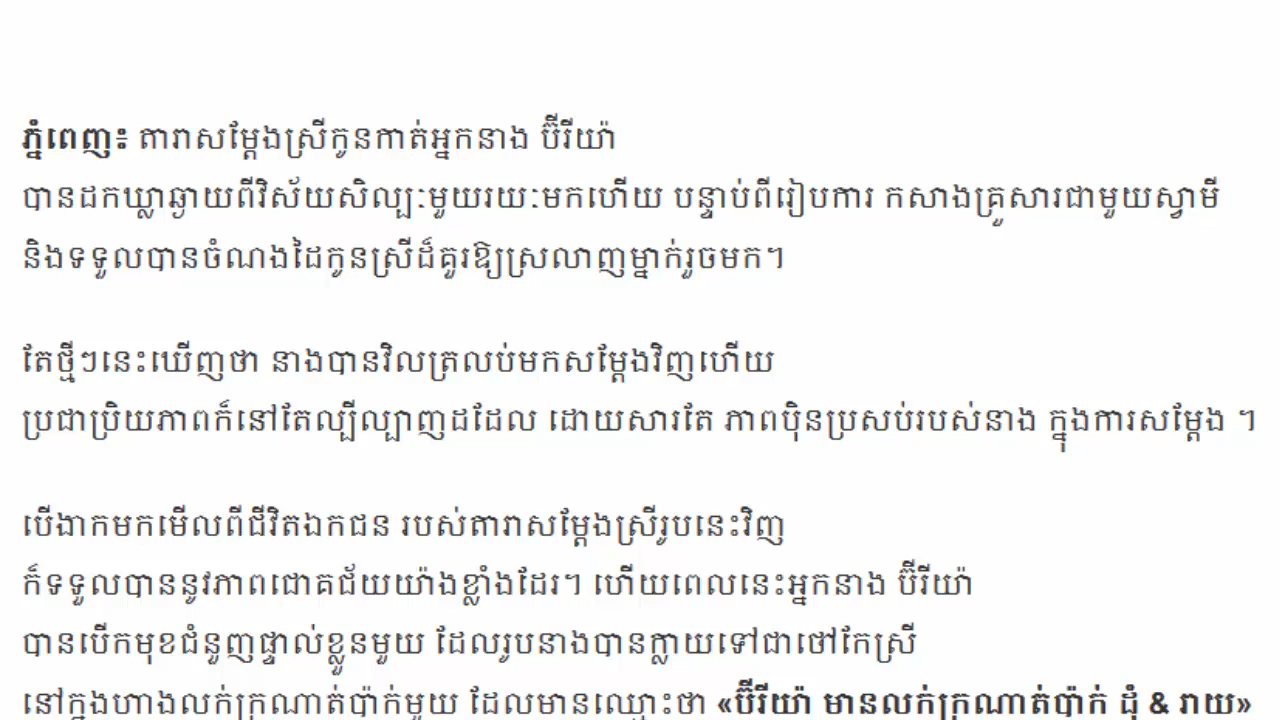 ភ្នំពេញ៖ តារាសម្ដែងស្រីកូនកាត់អ្នកនាង ប៊ីរីយ៉ា
បានដកឃ្លាឆ្ងាយពីវិស័យសិល្បៈមួយរយៈមកហើយ បន្ទាប់ពីរៀបការ កសាងគ្រួសារជាមួយស្វាមី
និងទទួលបានចំណងដៃកូនស្រីដ៏គួរឱ្យស្រលាញម្នាក់រួចមក។
តែថ្មីៗនេះឃើញថា នាងបានវិលត្រលប់មកសម្ដែងវិញហើយ
ប្រជាប្រិយភាពក៏នៅតែល្បីល្បាញដដែល ដោយសារតែ ភាពប៉ិនប្រសប់របស់នាង ក្នុងការសម្ដែង ។
បើងាកមកមើលពីជីវិតឯកជន របស់តារាសម្ដែងស្រីរូបនេះវិញ
ក៏ទទួលបាននូវភាពជោគជ័យយ៉ាងខ្លាំងដែរ។ ហើយពេលនេះអ្នកនាង ប៊ីរីយ៉ា
បានបើកមុខជំនួញផ្ទាល់ខ្លួនមួយ ដែលរូបនាងបានក្លាយទៅជាថៅកែស្រី
នៅក្នុងហាងលក់ក្រណាត់ប៉ាក់មួយ ដែលមានឈ្មោះថា «ប៊ីរីយ៉ា មានលក់ក្រណាត់ប៉ាក់ ដុំ & រាយ»